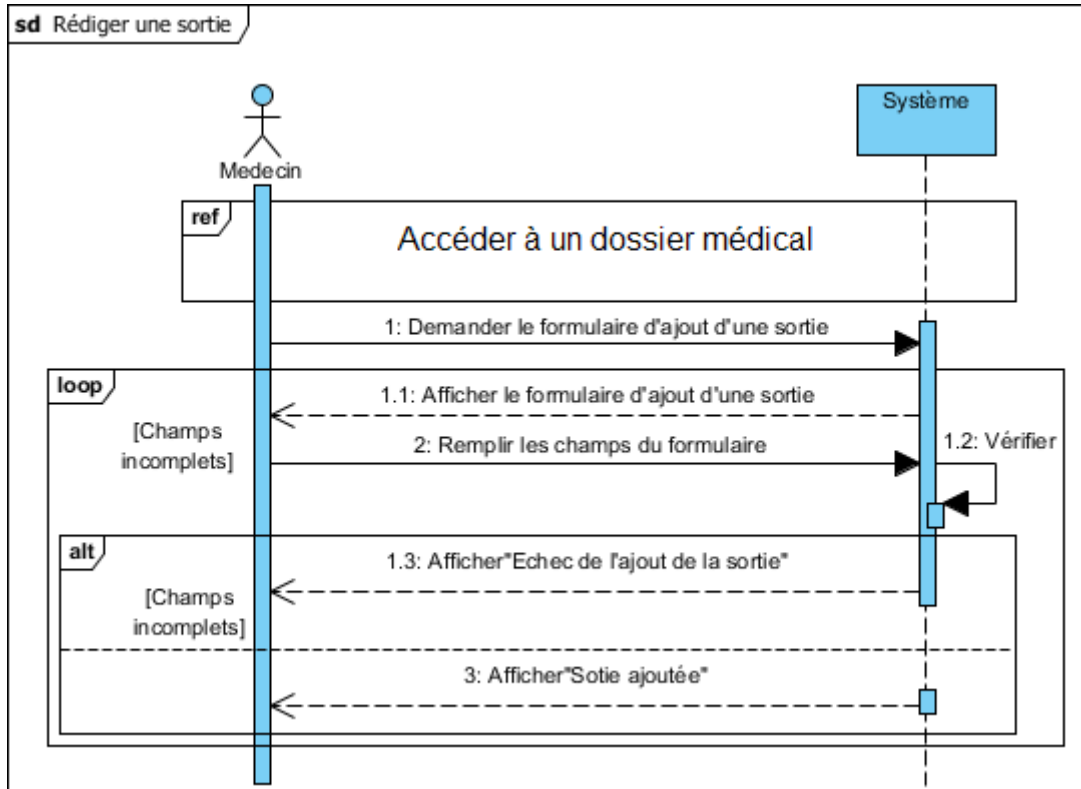 sd Rédiger une sortie
Système
Medecin
ref
Accéder à un dossier médical
1: Demander le formulaire d'ajout d'une sortie
loop
1.1: Afficher le formulaire d'ajout d'une sortie
[Champs
incomplets]
2: Remplir les champs du formulaire
1.2: Vérifier
alt
1.3: Afficher"Echec de l'ajout de la sortie"
[Champs
incomplets]
3: Afficher"Sotie ajoutée"